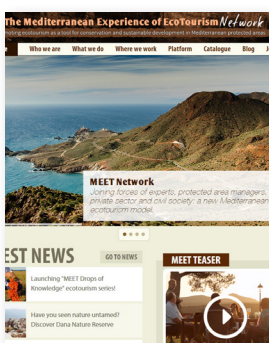 The Mediterranean Experience of EcoTourism Network
oting ecotourism as a tool for conservation and sustainable development in Mediterranean protected areas
Who we are What we do Where we work Platform Catalogue Blog
MEET Network
Joining forces of experts, protected area managers,
private sector and civil society: a new Mediterranean
ecotourism model.
EST NEWS
GO TO NEWS
MEET TEASER
Launching "MEET Drops of
Knowledge" ecotourism series!
Have you seen nature untamed?
Discover Dana Nature Reserve